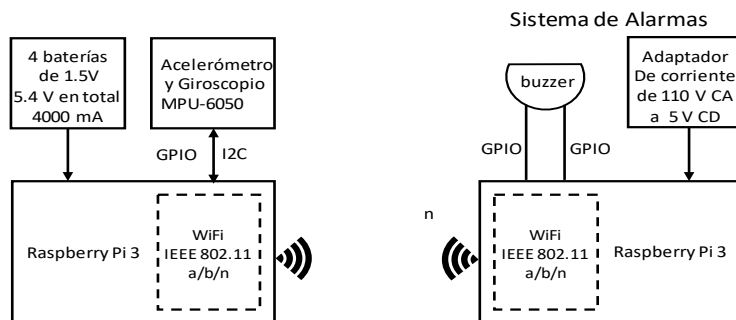 Sistema de Alarmas
4 baterías
de 1.5V
5.4 V en total
4000 mA
Acelerómetro
y Giroscopio
MPU-6050
GPIO
I2C
Raspberry Pi 3
WiFi
IEEE 802.11
a/b/n
buzzer
Adaptador
De corriente
de 110 V CA
a 5 V CD
GPIO
GPIO
n
WiFi
IEEE 802.11
a/b/n
Raspberry Pi 3